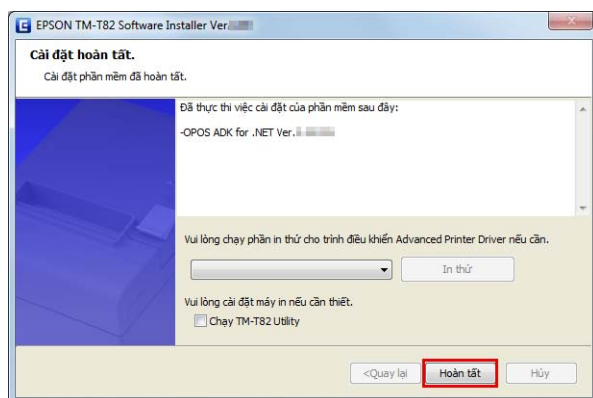 EPSON TM-T82 Software Installer Ver.
Cài đặt hoàn tất.
Cài đặt phần mềm đã hoàn tất.
Đã thực thi việc cài đặt của phần mềm sau đây:
-OPOS ADK for .NET Ver.
Vui lòng chạy phần in thử cho trình điều khiển Advanced Printer Driver nếu cần.
In thử
Vui lòng cài đặt máy in nếu cần thiết.
Chạy TM-T82 Utility
<Quay lại
Hoàn tất
Hủy